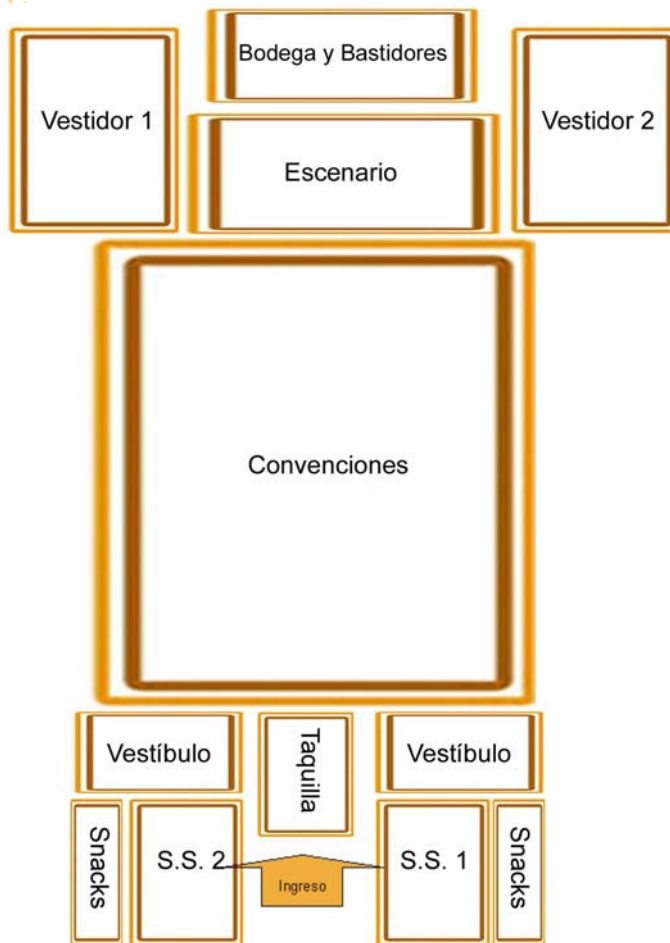 Bodega y Bastidores
Vestidor 1
Vestidor 2
Escenario
Convenciones
Vestíbulo
Taquilla
Vestíbulo
Snacks
S.S. 2
Ingreso
S.S. 1
Snacks